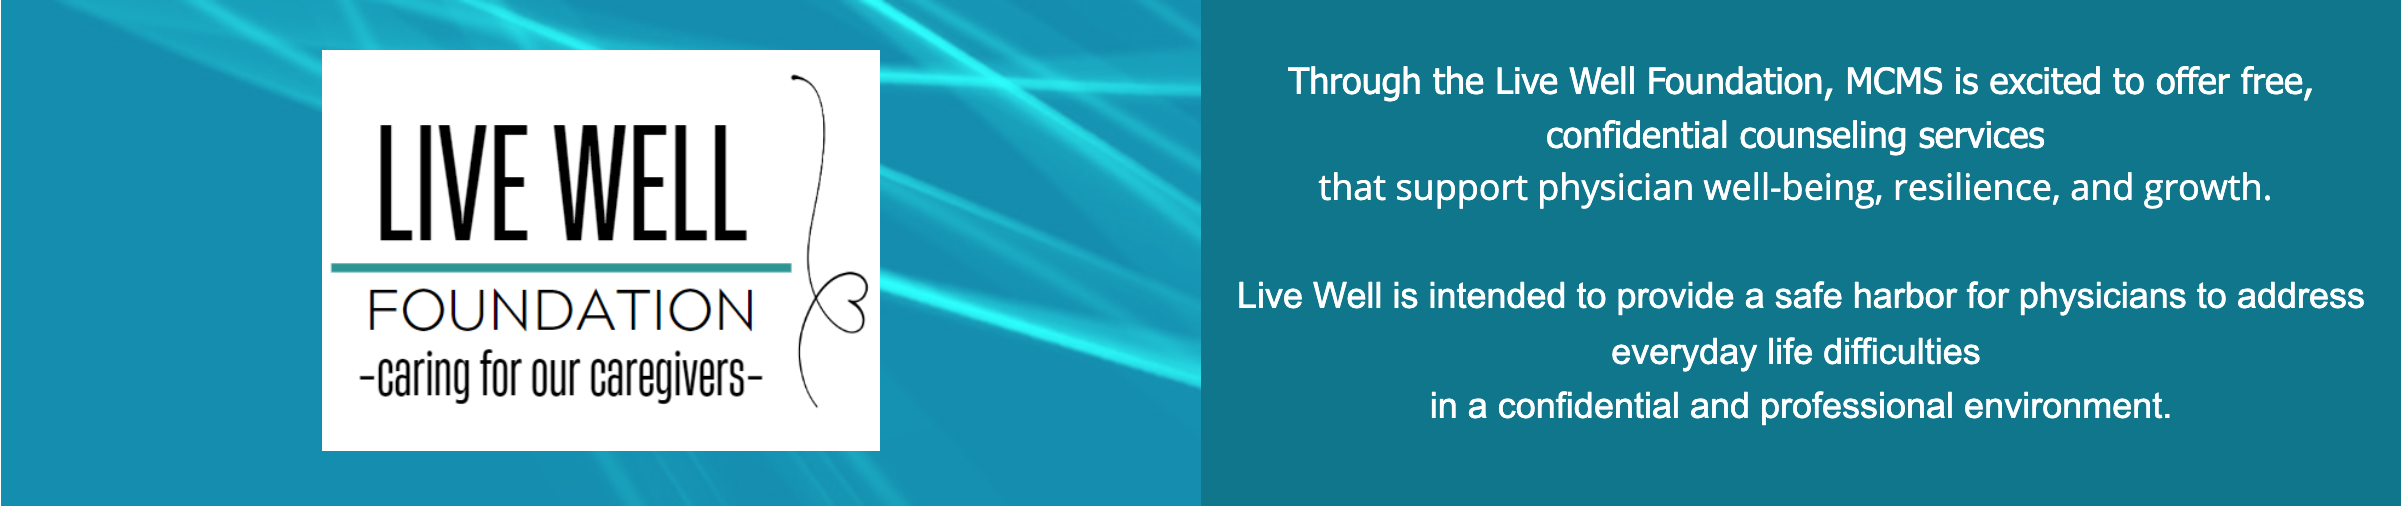 LIVE WELL
FOUNDATION
-caring for our caregivers-
Through the Live Well Foundation, MCMS is excited to offer free,
confidential counseling services
that support physician well-being, resilience, and growth.
Live Well is intended to provide a safe harbor for physicians to address
everyday life difficulties
in a confidential and professional environment.